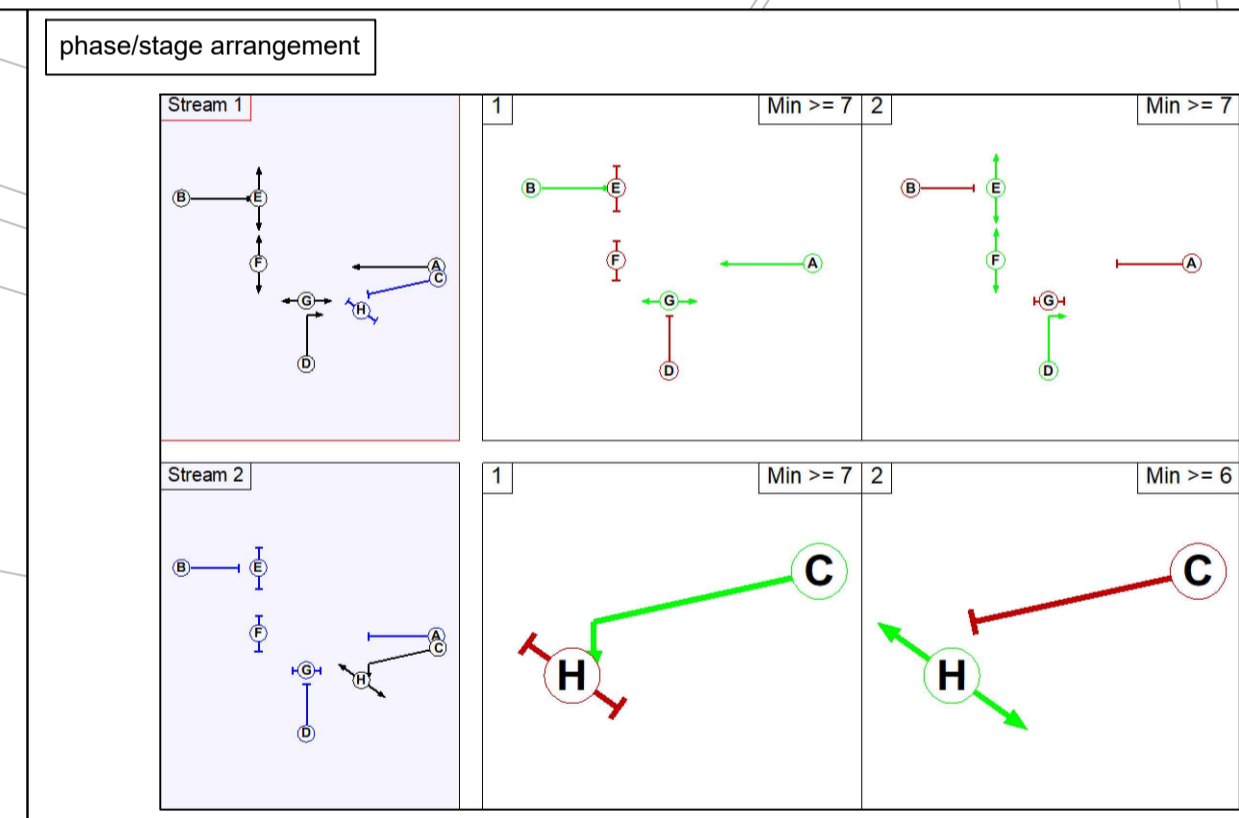 phase/stage arrangement
Stream 1
B
E
F
A
C
G
H
D
1
Min >= 7
B
E
F
A
G
D
2
Min >= 7
B
E
F
A
G
D
Stream 2
B
E
F
A
C
G
H
D
1
Min >= 7
C
H
2
Min >= 6
C
H